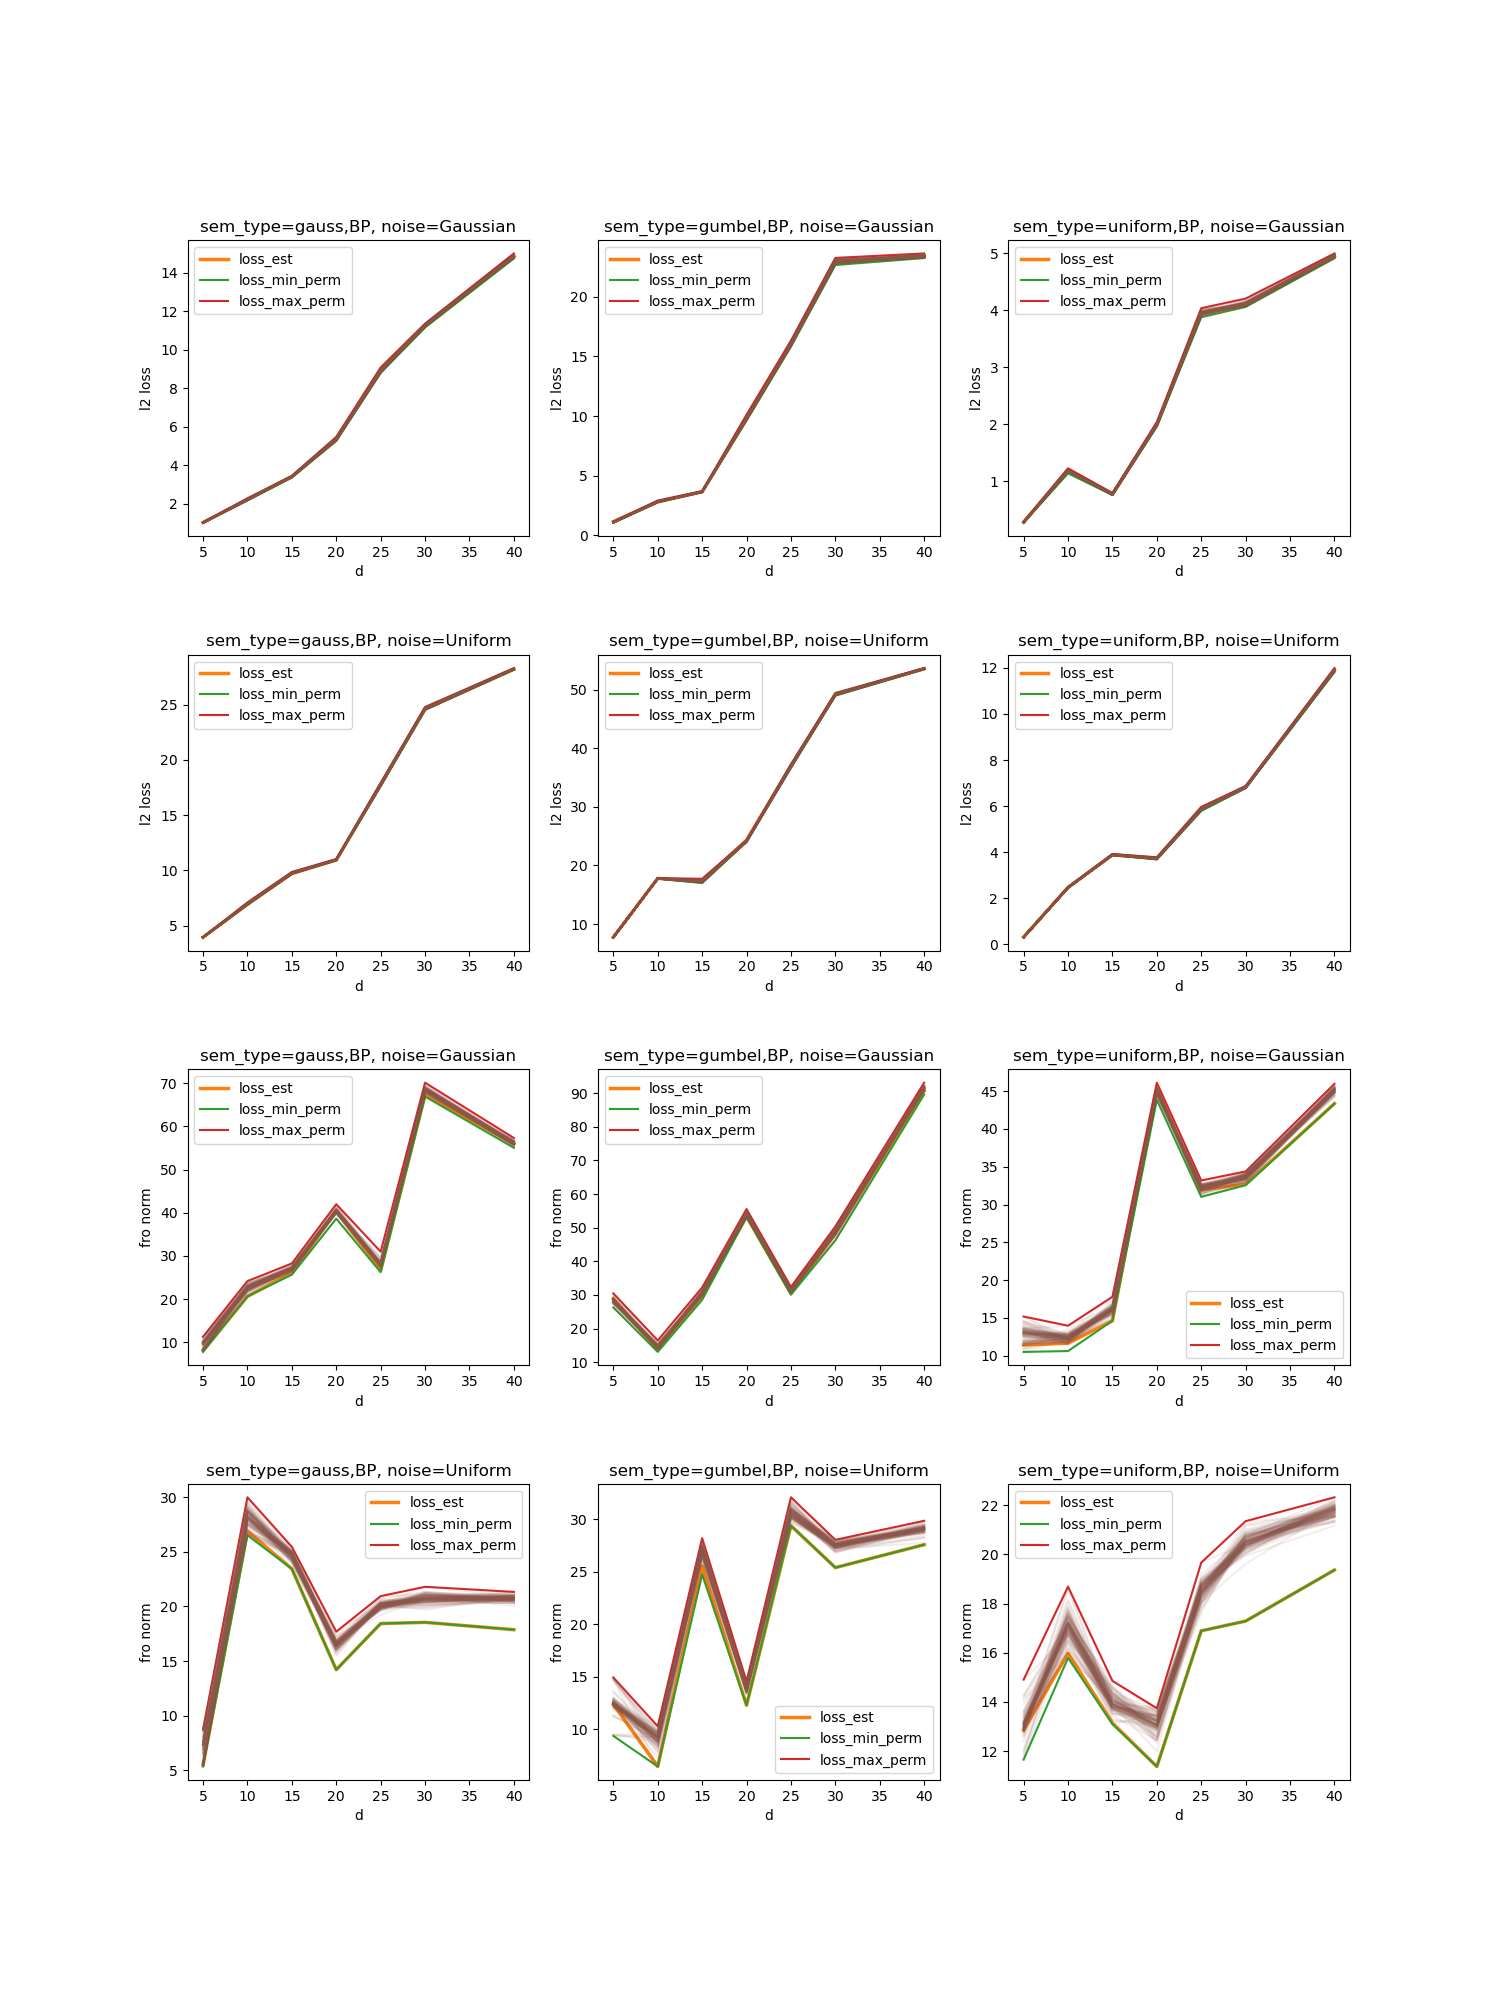 sem_type=gauss,BP, noise=Gaussian
l2 loss
14
12
10
8
6
4
2
loss_est
loss_min_perm
loss_max_perm
5 10 15 20 25 30 35 40
d
sem_type=gumbel,BP, noise=Gaussian
l2 loss
20
15
10
5
0
loss_est
loss_min_perm
loss_max_perm
5 10 15 20 25 30 35 40
d
sem_type=uniform,BP, noise=Gaussian
l2 loss
5
4
3
2
1
loss_est
loss_min_perm
loss_max_perm
5 10 15 20 25 30 35 40
d
sem_type=gauss,BP, noise=Uniform
l2 loss
25
20
15
10
5
loss_est
loss_min_perm
loss_max_perm
5 10 15 20 25 30 35 40
d
sem_type=gumbel,BP, noise=Uniform
l2 loss
50
40
30
20
10
loss_est
loss_min_perm
loss_max_perm
5 10 15 20 25 30 35 40
d
sem_type=uniform,BP, noise=Uniform
l2 loss
12
10
8
6
4
2
0
loss_est
loss_min_perm
loss_max_perm
5 10 15 20 25 30 35 40
d
sem_type=gauss,BP, noise=Gaussian
fro norm
70
60
50
40
30
20
10
loss_est
loss_min_perm
loss_max_perm
5 10 15 20 25 30 35 40
d
sem_type=gumbel,BP, noise=Gaussian
fro norm
90
80
70
60
50
40
30
20
10
loss_est
loss_min_perm
loss_max_perm
5 10 15 20 25 30 35 40
d
sem_type=uniform,BP, noise=Gaussian
fro norm
45
40
35
30
25
20
15
10
loss_est
loss_min_perm
loss_max_perm
5 10 15 20 25 30 35 40
d
sem_type=gauss,BP, noise=Uniform
fro norm
30
25
20
15
10
5
loss_est
loss_min_perm
loss_max_perm
5 10 15 20 25 30 35 40
d
sem_type=gumbel,BP, noise=Uniform
fro norm
30
25
20
15
10
loss_est
loss_min_perm
loss_max_perm
5 10 15 20 25 30 35 40
d
sem_type=uniform,BP, noise=Uniform
fro norm
22
20
18
16
14
12
loss_est
loss_min_perm
loss_max_perm
5 10 15 20 25 30 35 40
d